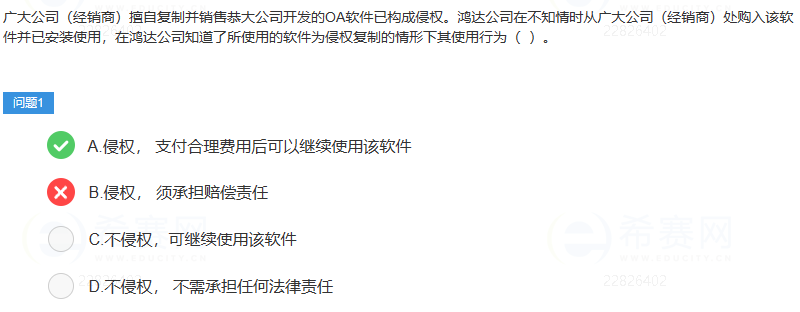 广大公司（经销商）擅自复制并销售恭大公司开发的OA软件已构成侵权。鸿达公司在不知情时从广大公司（经销商）处购入该软
件并已安装使用，在鸿达公司知道了所使用的软件为侵权复制的情形下其使用行为（ ）。
22826402
问题1
A.侵权， 支付合理费用后可以继续使用该软件
B.侵权， 须承担赔偿责任
希赛网
WWW.EDUCITY.CN
希赛网
WWW.EDUCITY.CN
C.不侵权，可继续使用该软件
D.不侵权， 不需承担任何法律责任
22826402
22826402